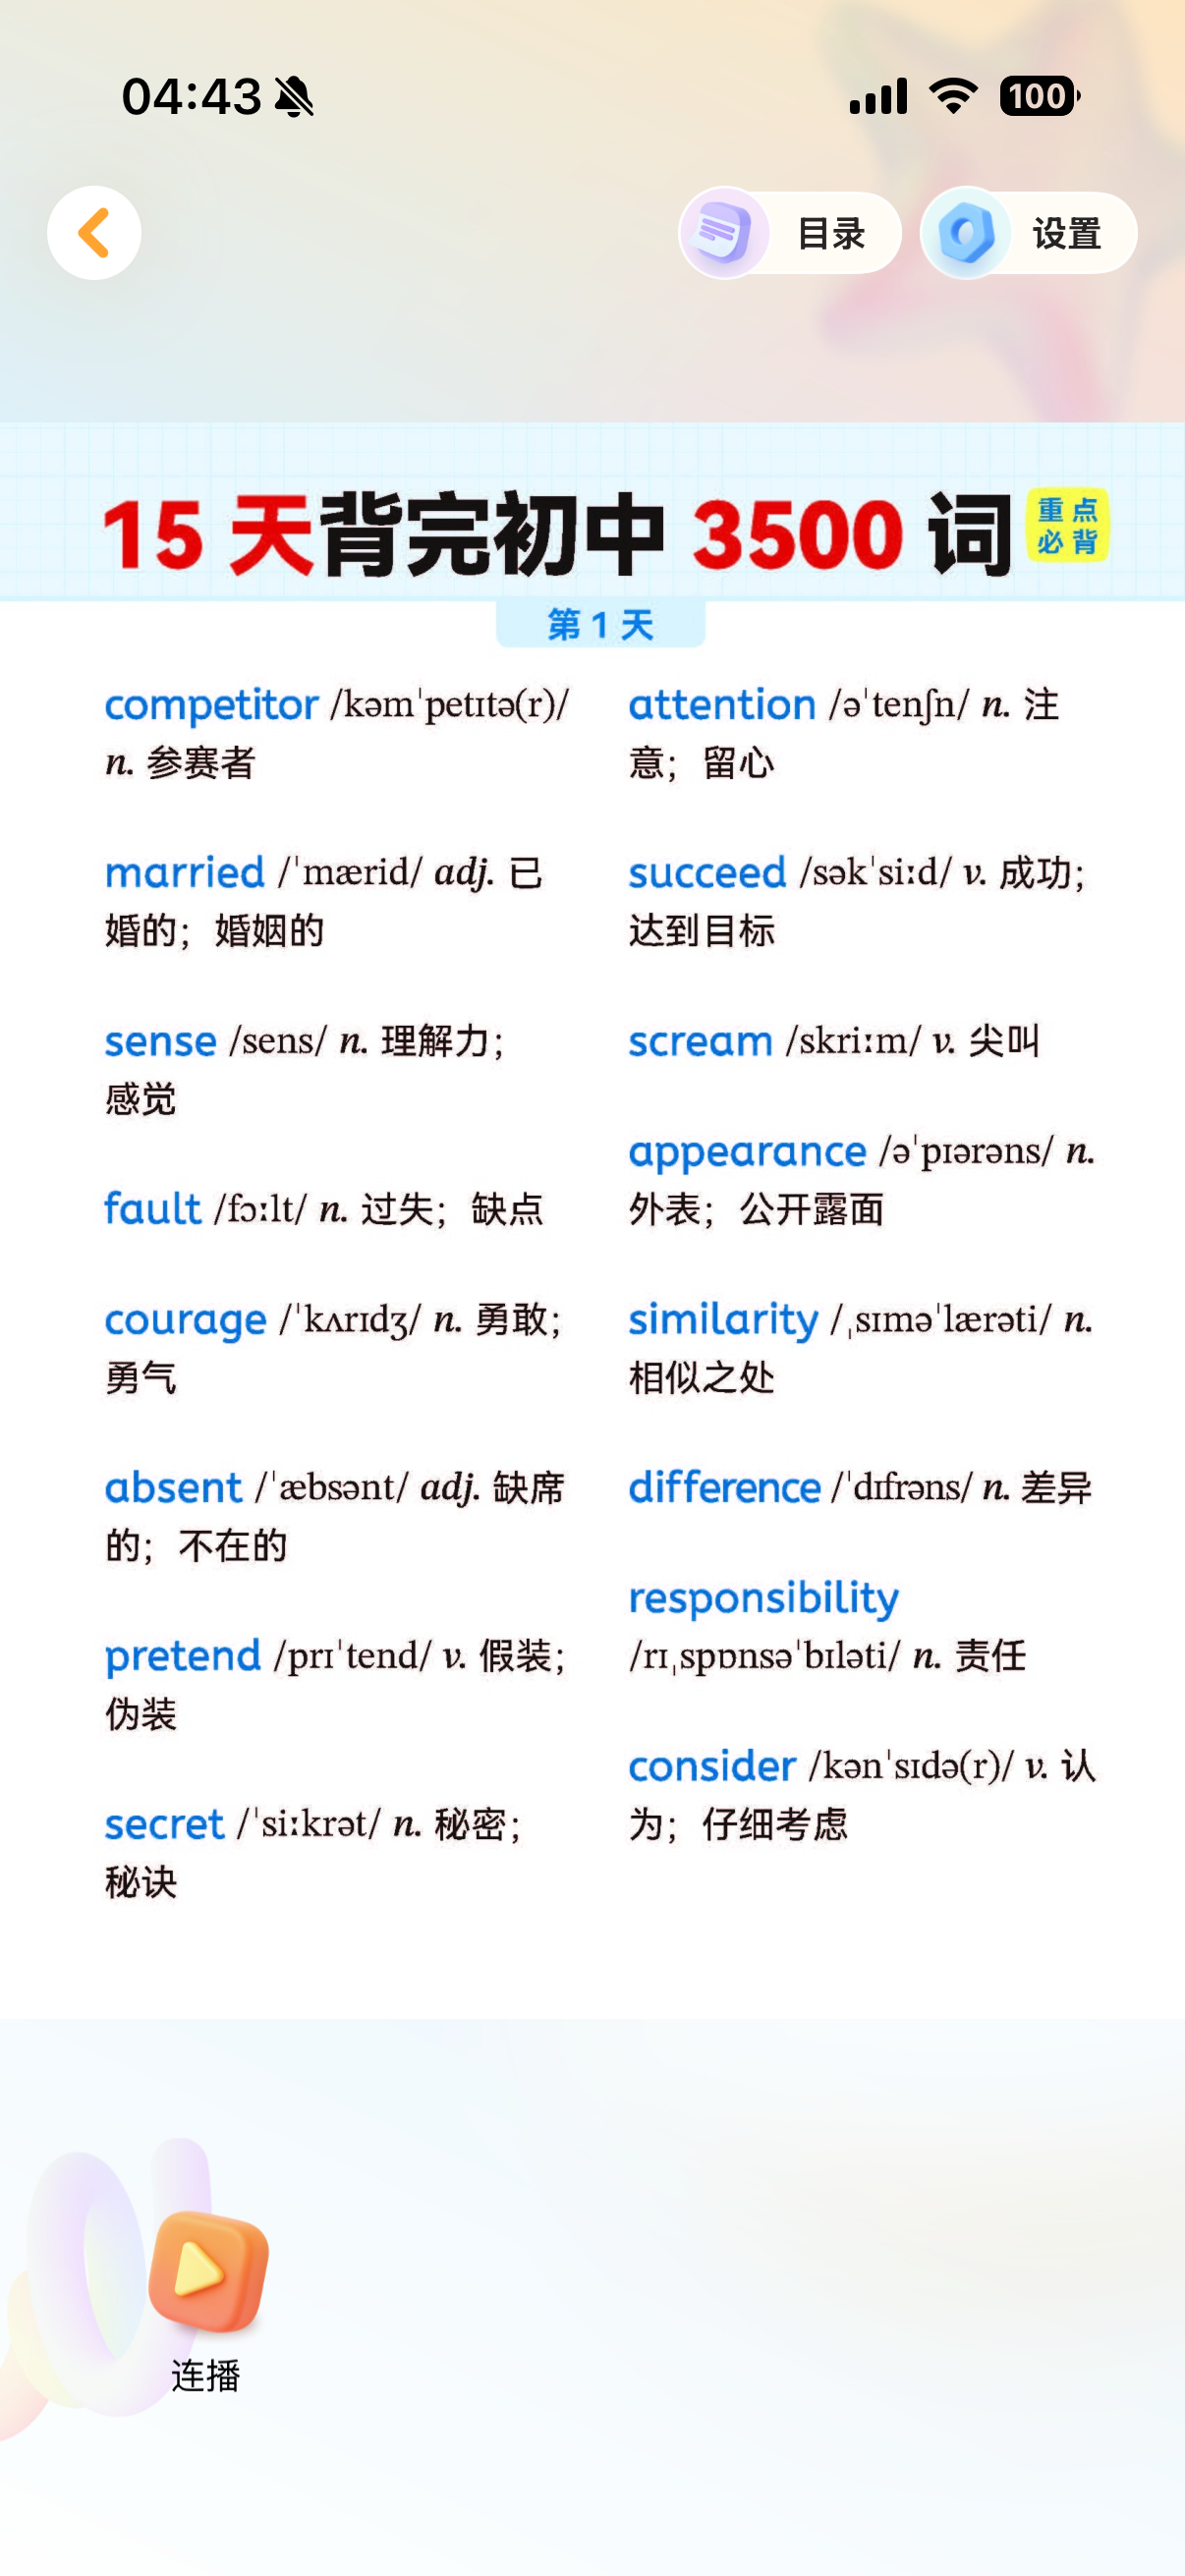 04:43
100
目录
设置
15 天背完初中 3500 词
重点
必背
第 1 天
competitor /kəmˈpetɪtə(r)/
n. 参赛者
married /ˈmærid/ adj. 已
婚的；婚姻的
sense /sens/ n. 理解力；
感觉
fault /fɔːlt/ n. 过失；缺点
courage /ˈkʌrɪdʒ/ n. 勇敢；
勇气
absent /ˈæbsənt/ adj. 缺席
的；不在的
pretend /prɪˈtend/ v. 假装；
伪装
secret /ˈsiːkrət/ n. 秘密；
秘诀
attention /əˈtenʃn/ n. 注
意；留心
succeed /səkˈsiːd/ v. 成功；
达到目标
scream /skriːm/ v. 尖叫
appearance /əˈpɪərəns/ n.
外表；公开露面
similarity /ˌsɪməˈlærəti/ n.
相似之处
difference /ˈdɪfrəns/ n. 差异
responsibility
/rɪˌspɒnsəˈbɪləti/ n. 责任
consider /kənˈsɪdə(r)/ v. 认
为；仔细考虑
连播